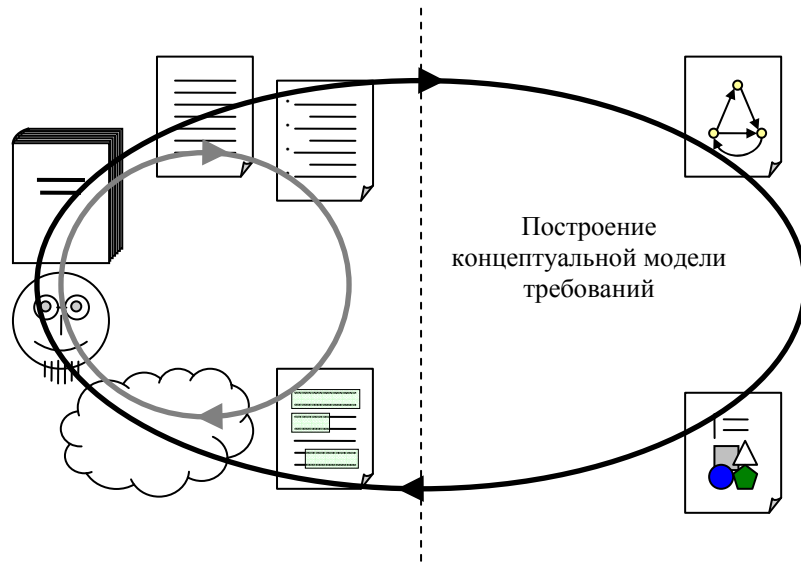 Построение
концептуальной модели
требований